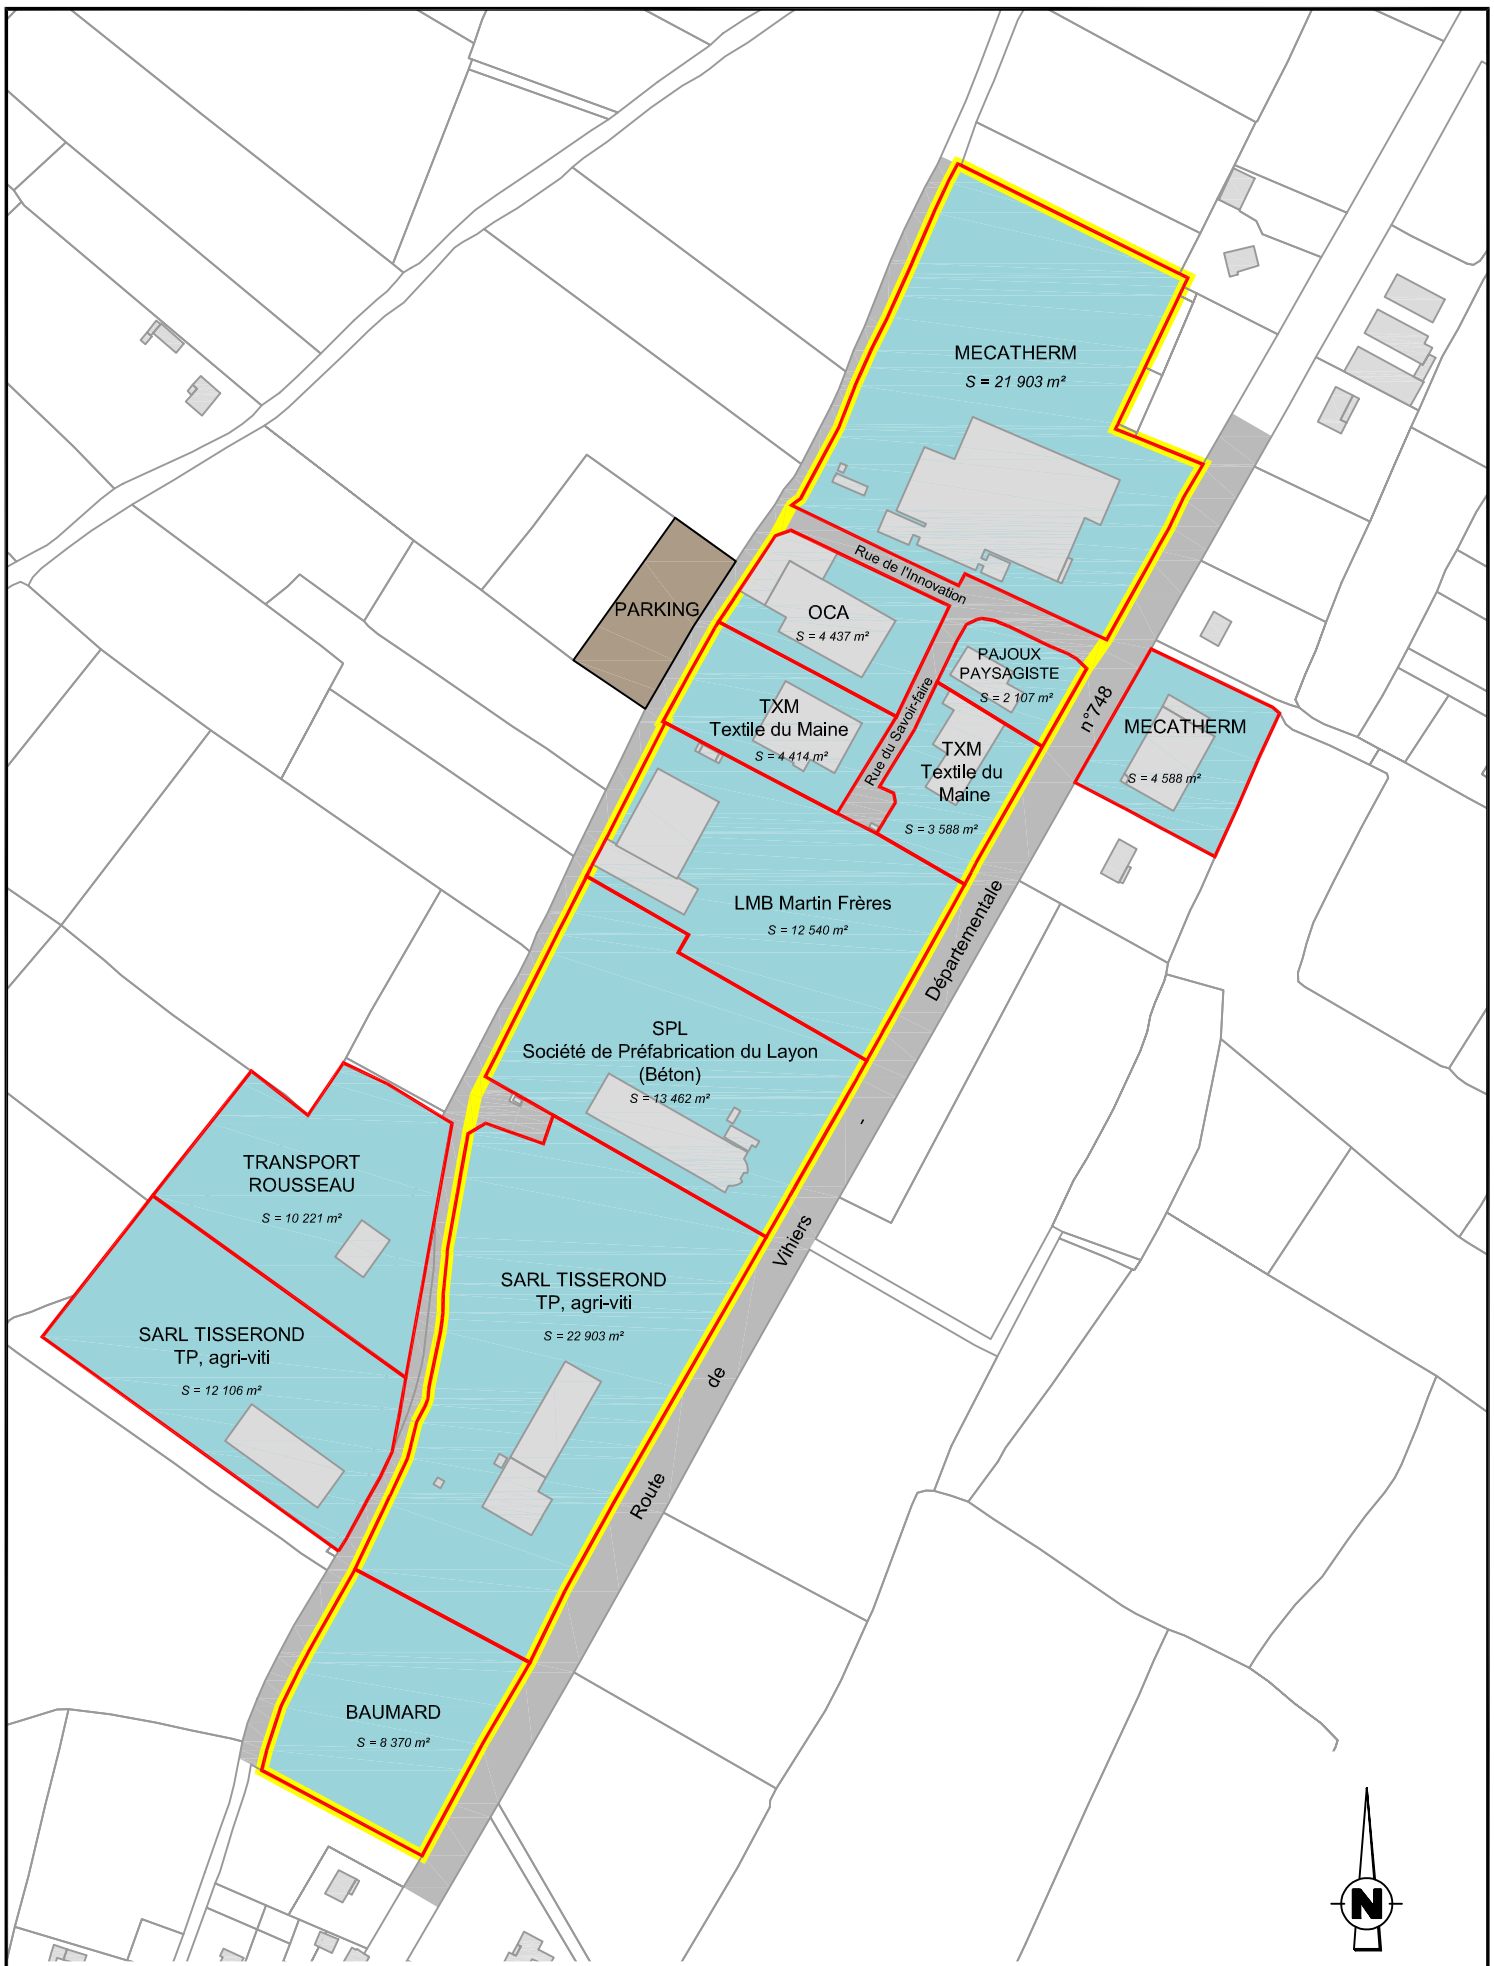 MECATHERM
S = 21 903 m²
Rue de l'Innovation
PARKING
OCA
S = 4 437 m²
PAJOUX
PAYSAGISTE
S = 2 107 m²
TXM
Textile du Maine
S = 4 414 m²
Rue du Savoir-faire
TXM
Textile du
Maine
S = 3 588 m²
n°748
MECATHERM
S = 4 588 m²
LMB Martin Frères
S = 12 540 m²
Départementale
SPL
Société de Préfabrication du Layon
(Béton)
S = 13 462 m²
-
TRANSPORT
ROUSSEAU
S = 10 221 m²
Vihiers
SARL TISSEROND
TP, agri-viti
S = 22 903 m²
SARL TISSEROND
TP, agri-viti
S = 12 106 m²
de
Route
BAUMARD
S = 8 370 m²
N